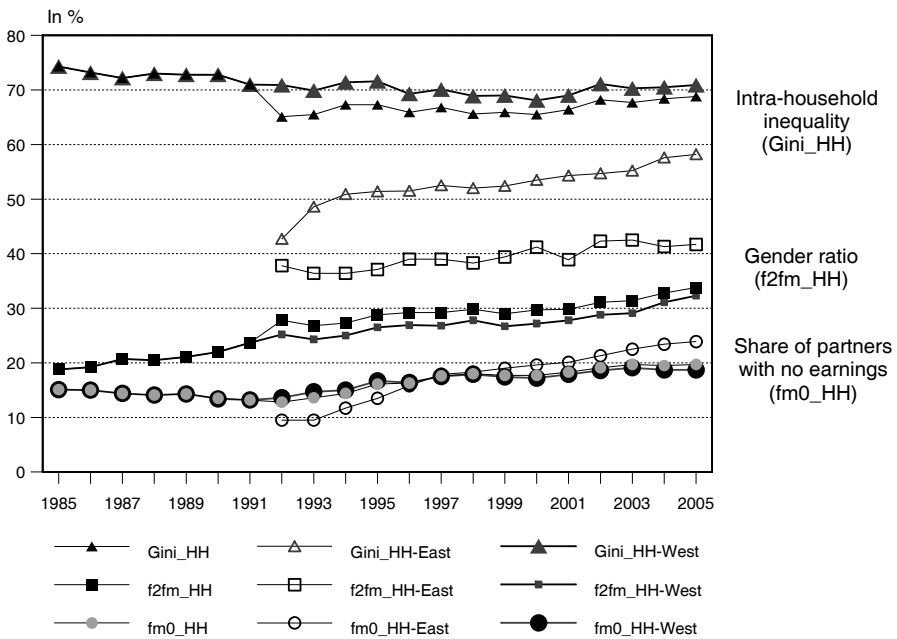 In %
80
70
60
50
40
30
20
10
0
1985 1987 1989 1991 1993 1995 1997 1999 2001 2003 2005
Intra-household
inequality
(Gini_HH)
Gender ratio
(f2fm_HH)
Share of partners
with no earnings
(fm0_HH)
Gini_HH Gini_HH-East Gini_HH-West
f2fm_HH f2fm_HH-East f2fm_HH-West
fm0_HH fm0_HH-East fm0_HH-West